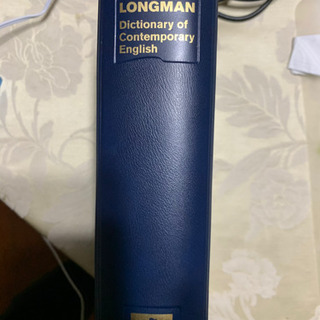 LONGMAN
Dictionary of
Contemporary
English